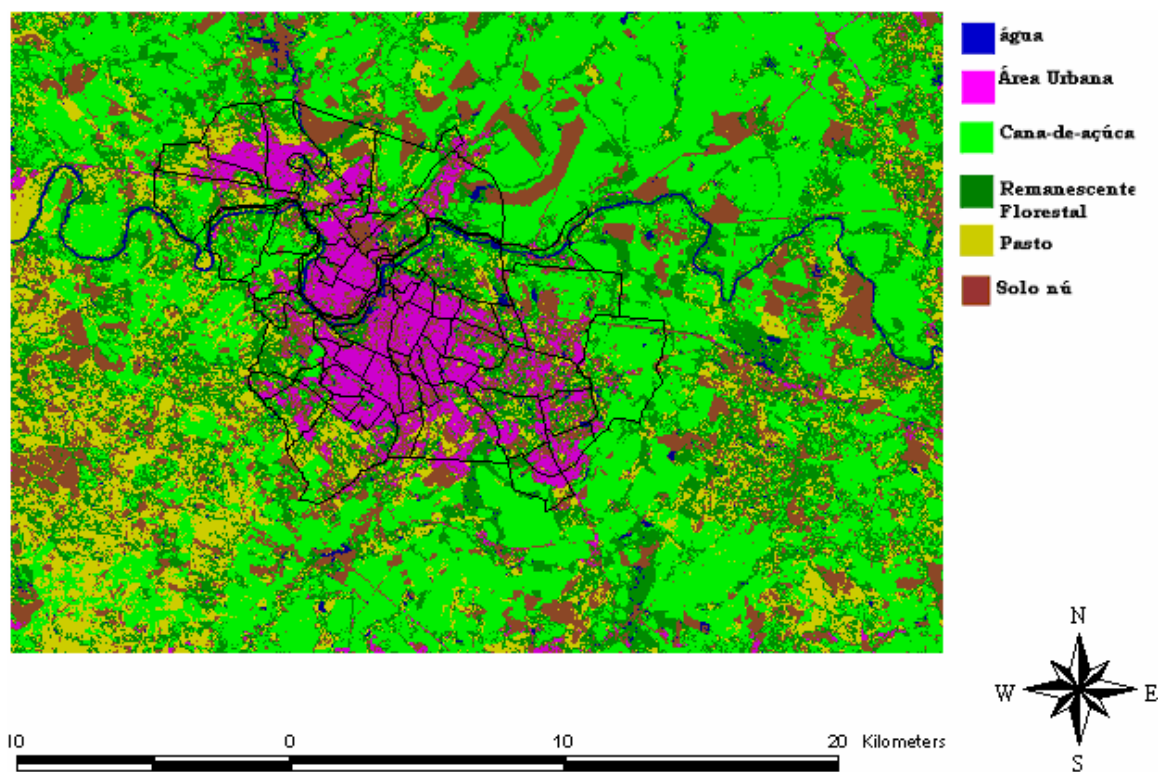 água
Área Urbana
Cana-de-açúca
Remanescente
Florestal
Pasto
Solo nú
N
W E
S
10 0 10 20 Kilometers